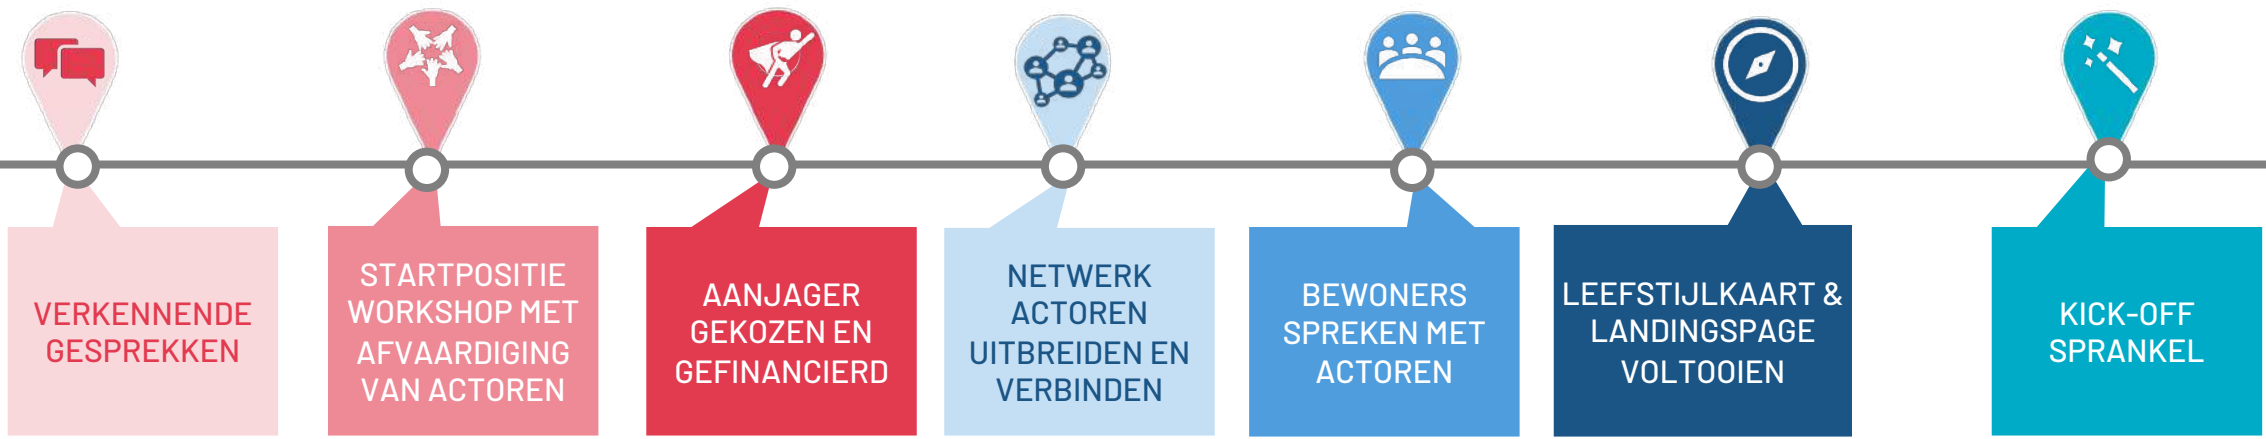 VERKENNENDE
GESPREKKEN
STARTPOSITIE
WORKSHOP MET
AFVAARDIGING
VAN ACTOREN
AANJAGER
GEKOZEN EN
GEFINANCIERD
NETWERK
ACTOREN
UITBREIDEN EN
VERBINDEN
BEWONERS
SPREKEN MET
ACTOREN
LEEFSTIJLKAART &
LANDINGSPAGE
VOLTOOIEN
KICK-OFF
SPRANKEL